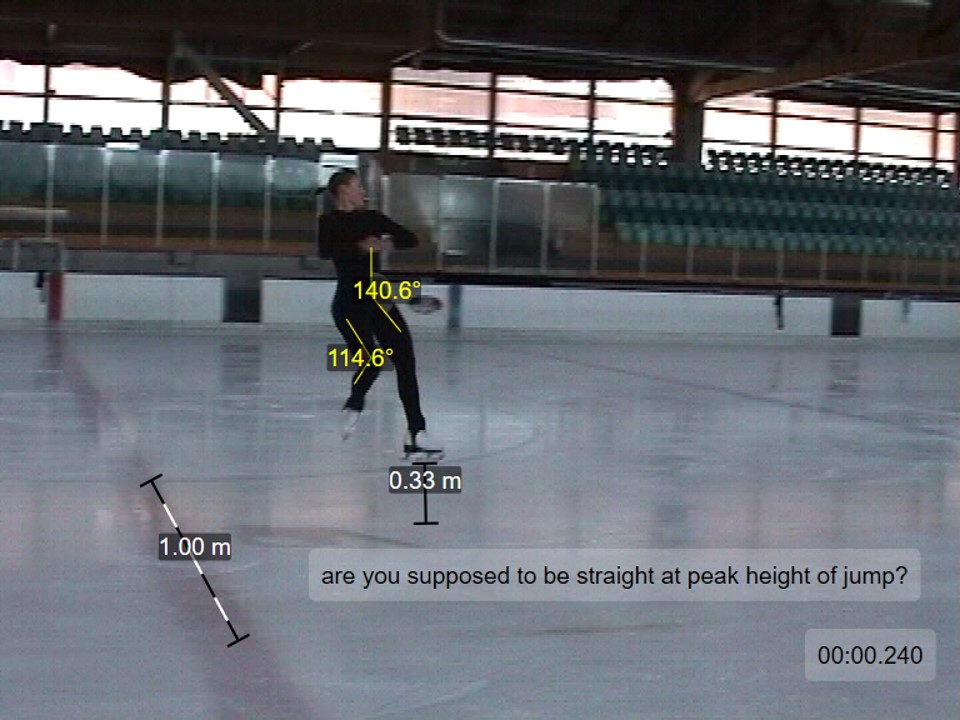 140.6°
114.6°
0.33 m
1.00 m
are you supposed to be straight at peak height of jump?
00:00.240